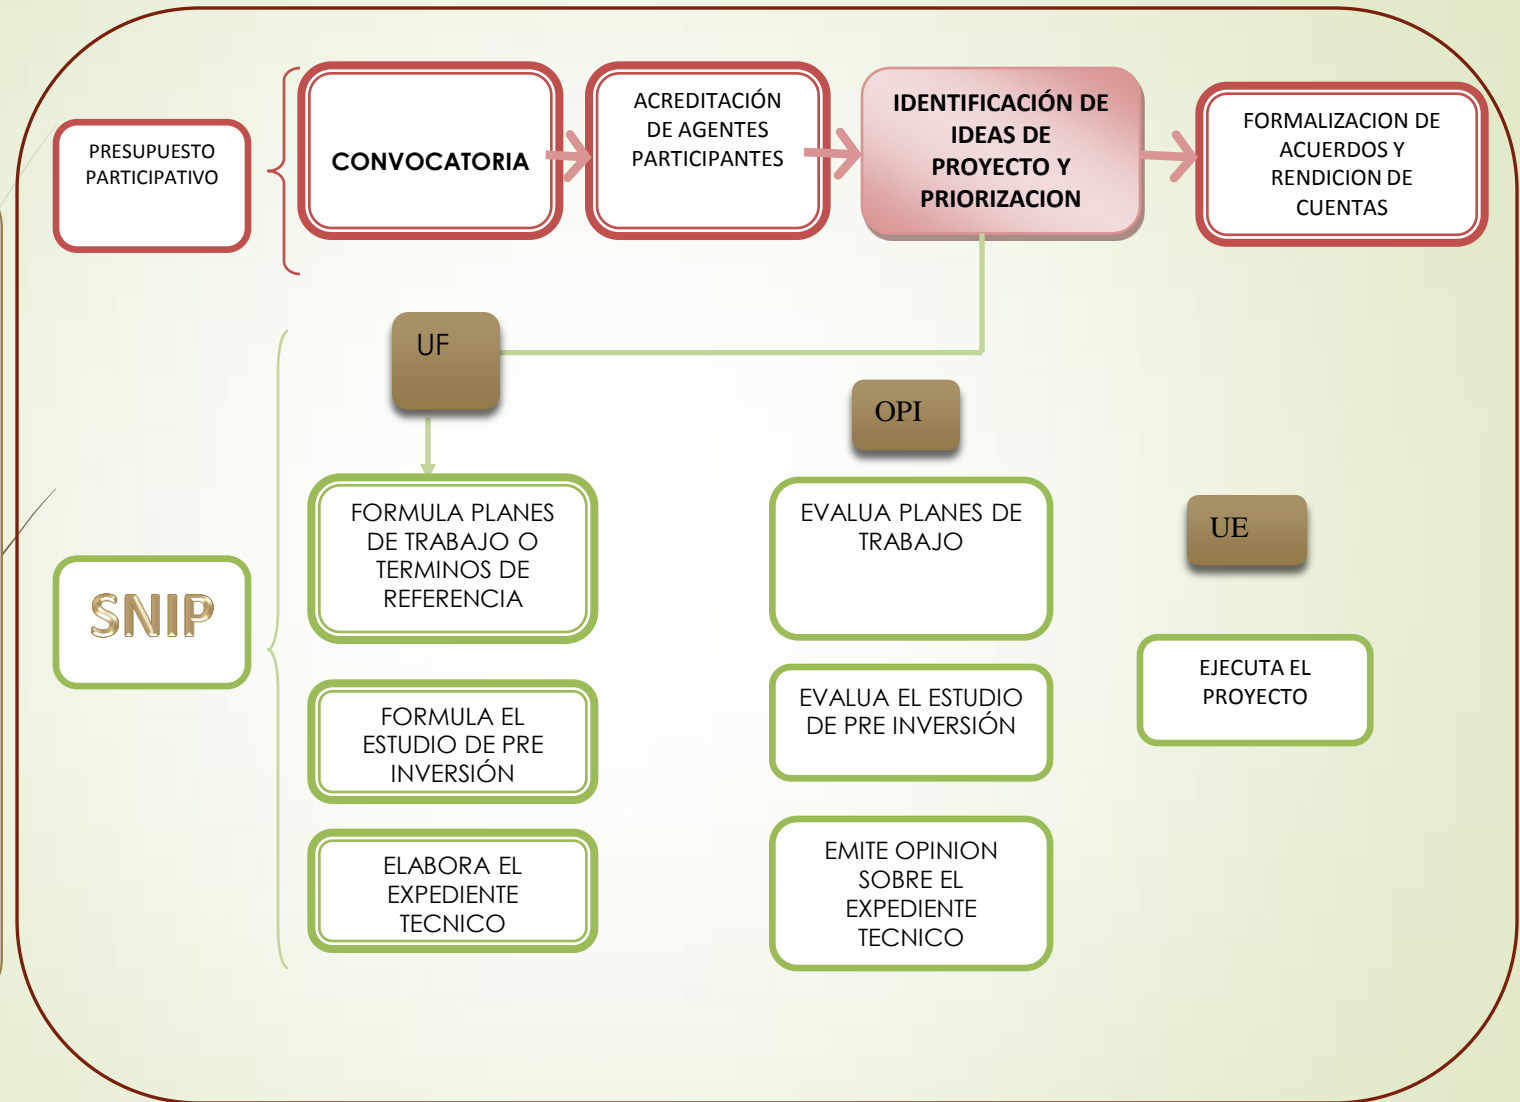 PRESUPUESTO
PARTICIPATIVO
CONVOCATORIA
ACREDITACIÓN
DE AGENTES
PARTICIPANTES
IDENTIFICACIÓN DE
IDEAS DE
PROYECTO Y
PRIORIZACION
FORMALIZACION DE
ACUERDOS Y
RENDICION DE
CUENTAS
SNIP
UF
FORMULA PLANES
DE TRABAJO O
TERMINOS DE
REFERENCIA
FORMULA EL
ESTUDIO DE PRE
INVERSIÓN
ELABORA EL
EXPEDIENTE
TECNICO
OPI
EVALUA PLANES DE
TRABAJO
EVALUA EL ESTUDIO
DE PRE INVERSIÓN
EMITE OPINION
SOBRE EL
EXPEDIENTE
TECNICO
UE
EJECUTA EL
PROYECTO